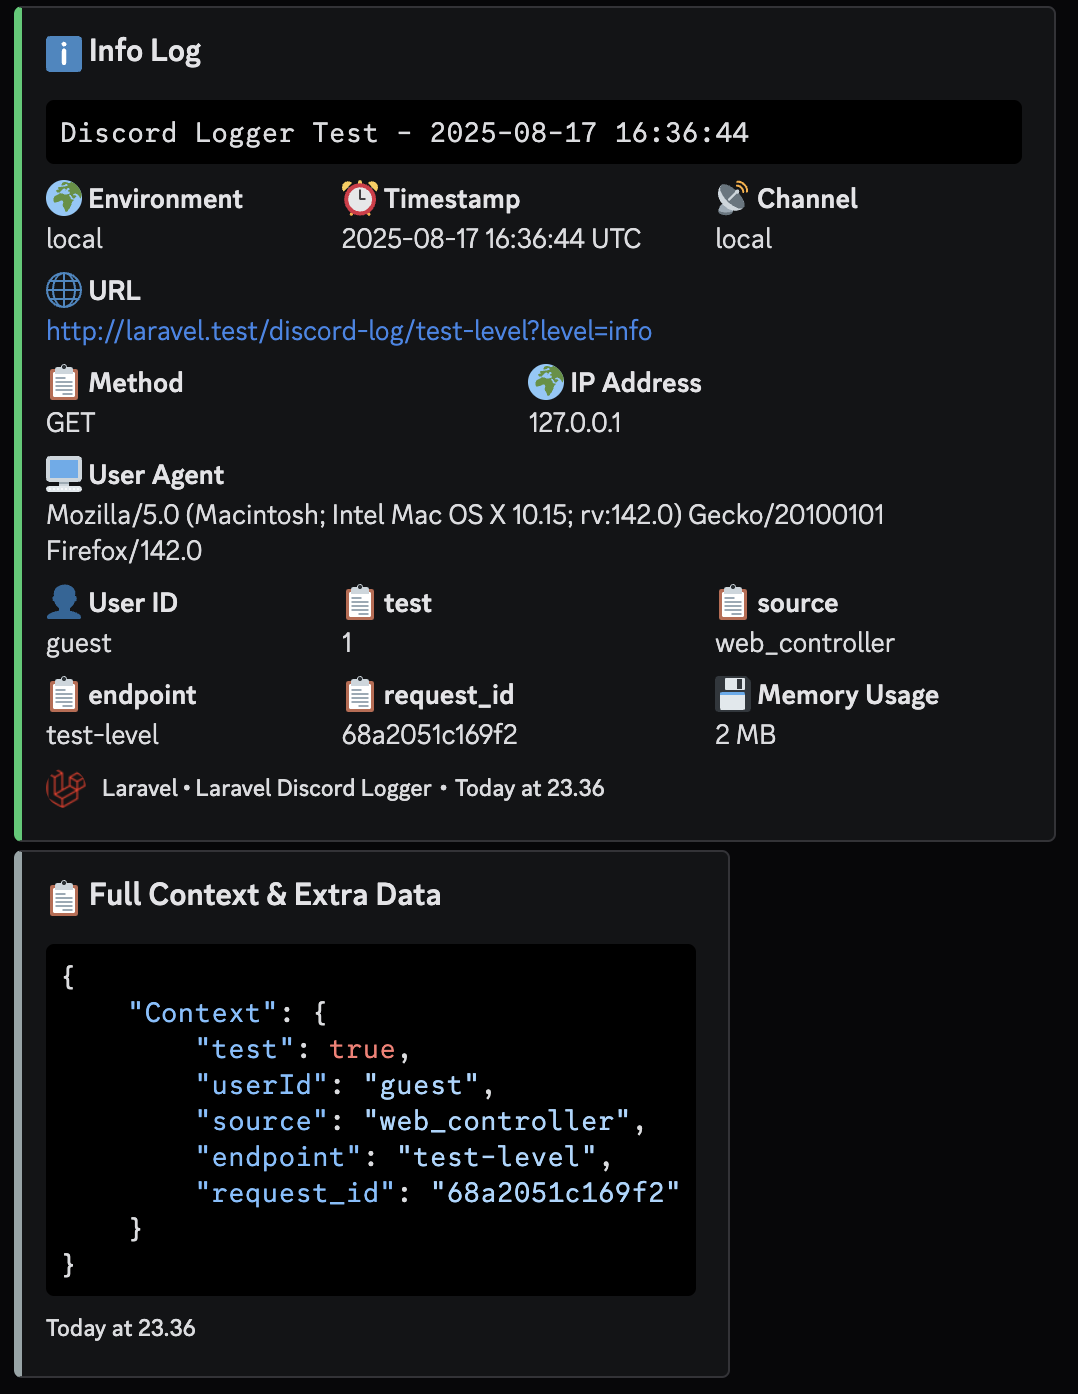 Info Log
Discord Logger Test - 2025-08-17 16:36:44
Environment Timestamp Channel
local 2025-08-17 16:36:44 UTC local
URL
http://laravel.test/discord-log/test-level?level=info
Method IP Address
GET 127.0.0.1
User Agent
Mozilla/5.0 (Macintosh; Intel Mac OS X 10.15; rv:142.0) Gecko/20100101
Firefox/142.0
User ID test source
guest 1 web_controller
endpoint request_id Memory Usage
test-level 68a2051c169f2 2 MB
Laravel • Laravel Discord Logger • Today at 23.36
Full Context & Extra Data
{
    "Context": {
        "test": true,
        "userId": "guest",
        "source": "web_controller",
        "endpoint": "test-level",
        "request_id": "68a2051c169f2"
    }
}
Today at 23.36